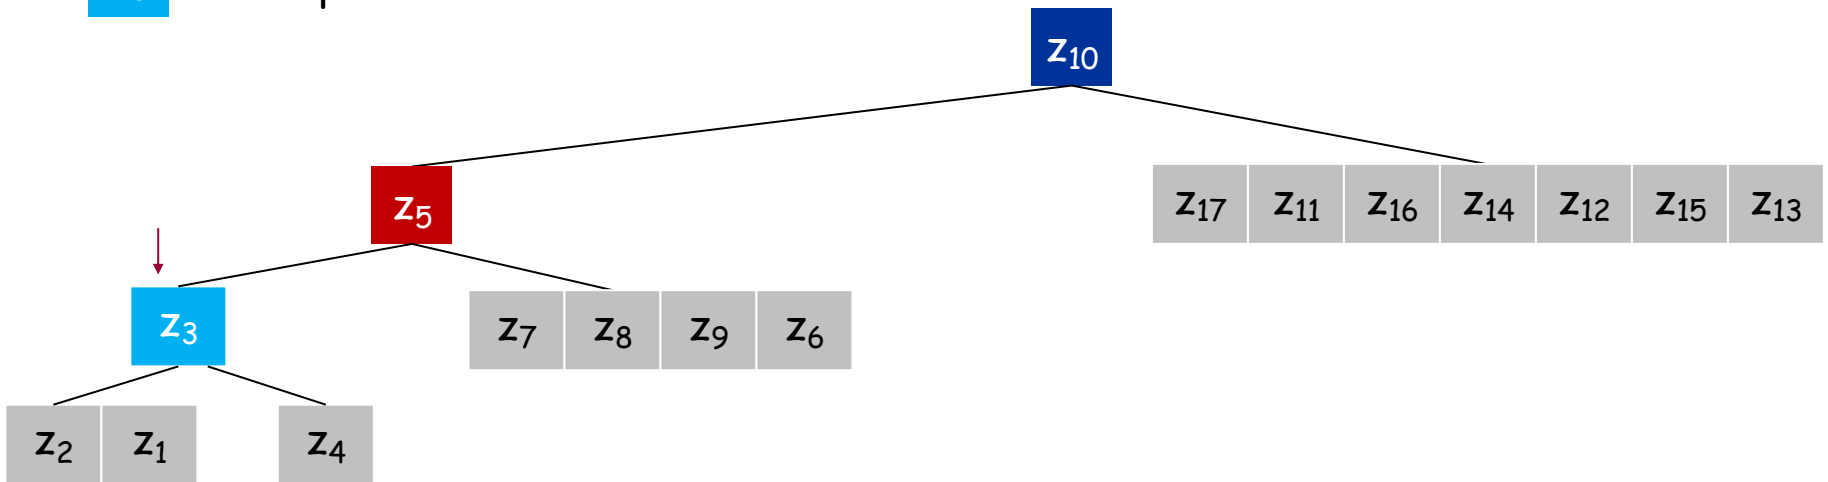 z₁₀
z₅
z₁₇ z₁₁ z₁₆ z₁₄ z₁₂ z₁₅ z₁₃
z₃
z₇ z₈ z₉ z₆
z₂ z₁ z₄